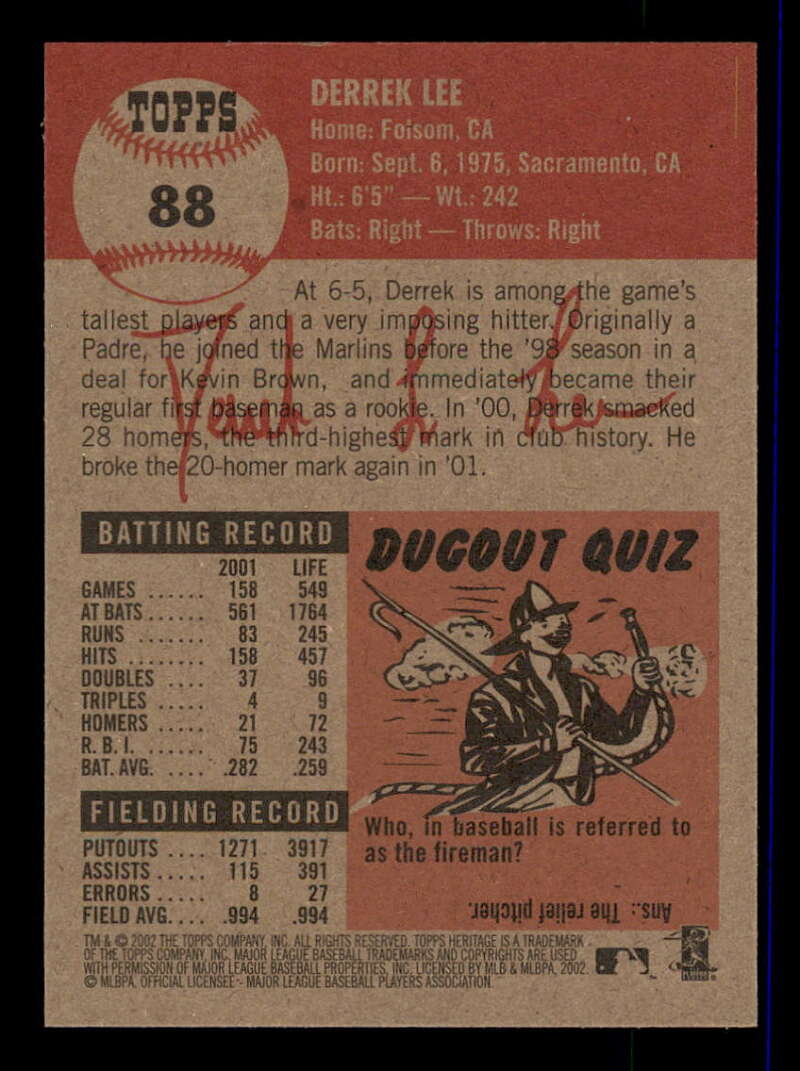 TOPPS
88
DERREK LEE
Home: Folsom, CA
Born: Sept. 6, 1975, Sacramento, CA
Ht.: 6'5" — Wt.: 242
Bats: Right — Throws: Right
At 6-5, Derrek is among the game's
tallest players and a very imposing hitter. Originally a
Padre, he joined the Marlins before the '98 season in a
deal for Kevin Brown, and immediately became their
regular first baseman as a rookie. In '00, Derrek smacked
28 homers, the third-highest mark in club history. He
broke the 20-homer mark again in '01.
Derrek Lee
BATTING RECORD
2001 LIFE
GAMES ...... 158 549
AT BATS...... 561 1764
RUNS ....... 83 245
HITS ........ 158 457
DOUBLES .... 37 96
TRIPLES ..... 4 9
HOMERS ..... 21 72
R. B. I. ...... 75 243
BAT. AVG. .... .282 .259
FIELDING RECORD
PUTOUTS .... 1271 3917
ASSISTS ..... 115 391
ERRORS ..... 8 27
FIELD AVG.... .994 .994
DUGOUT QUIZ
Who, in baseball is referred to
as the fireman?
Ans.: The relief pitcher.
TM & © 2002 THE TOPPS COMPANY, INC. ALL RIGHTS RESERVED. TOPPS HERITAGE IS A TRADEMARK
OF THE TOPPS COMPANY, INC. MAJOR LEAGUE BASEBALL TRADEMARKS AND COPYRIGHTS ARE USED
WITH PERMISSION OF MAJOR LEAGUE BASEBALL PROPERTIES, INC. LICENSED BY MLB & MLBPA, 2002.
© MLBPA, OFFICIAL LICENSEE - MAJOR LEAGUE BASEBALL PLAYERS ASSOCIATION